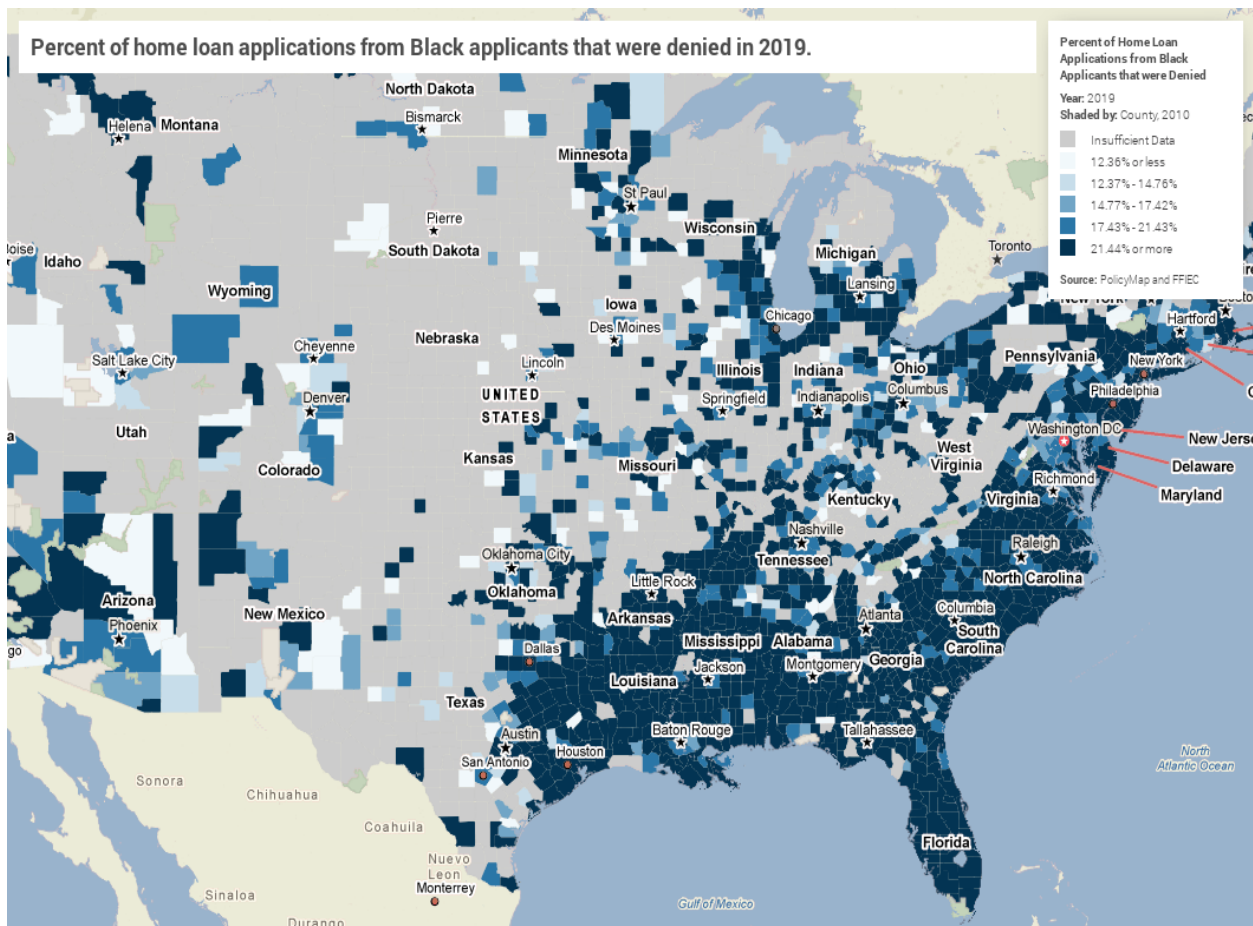 Percent of home loan applications from Black applicants that were denied in 2019.
Percent of Home Loan
Applications from Black
Applicants that were Denied
Year: 2019
Shaded by: County, 2010
Insufficient Data
12.36% or less
12.37% - 14.76%
14.77% - 17.42%
17.43% - 21.43%
21.44% or more
Source: PolicyMap and FFIEC
North Dakota
Bismarck
Helena
Montana
Minnesota
St Paul
Pierre
South Dakota
Wisconsin
Michigan
Toronto
Idaho
Wyoming
Lansing
Iowa
Chicago
Hartford
Nebraska
Des Moines
Cheyenne
Salt Lake City
Lincoln
Illinois
Indiana
Ohio
Pennsylvania
New York
UNITED
STATES
Denver
Springfield
Indianapolis
Columbus
Philadelphia
Utah
Washington DC
New Jerse
Colorado
Kansas
Missouri
West
Virginia
Delaware
Kentucky
Virginia
Richmond
Maryland
Nashville
Raleigh
Oklahoma City
Tennessee
North Carolina
Little Rock
Oklahoma
Arizona
New Mexico
Arkansas
Atlanta
Columbia
South
Carolina
Phoenix
Dallas
Mississippi
Alabama
Georgia
Jackson
Montgomery
Louisiana
Texas
Austin
Baton Rouge
Tallahassee
Houston
San Antonio
North
Atlantic Ocean
Sonora
Chihuahua
Coahuila
Florida
Nuevo
Leon
Monterrey
Sinaloa
Gulf of Mexico
Durango